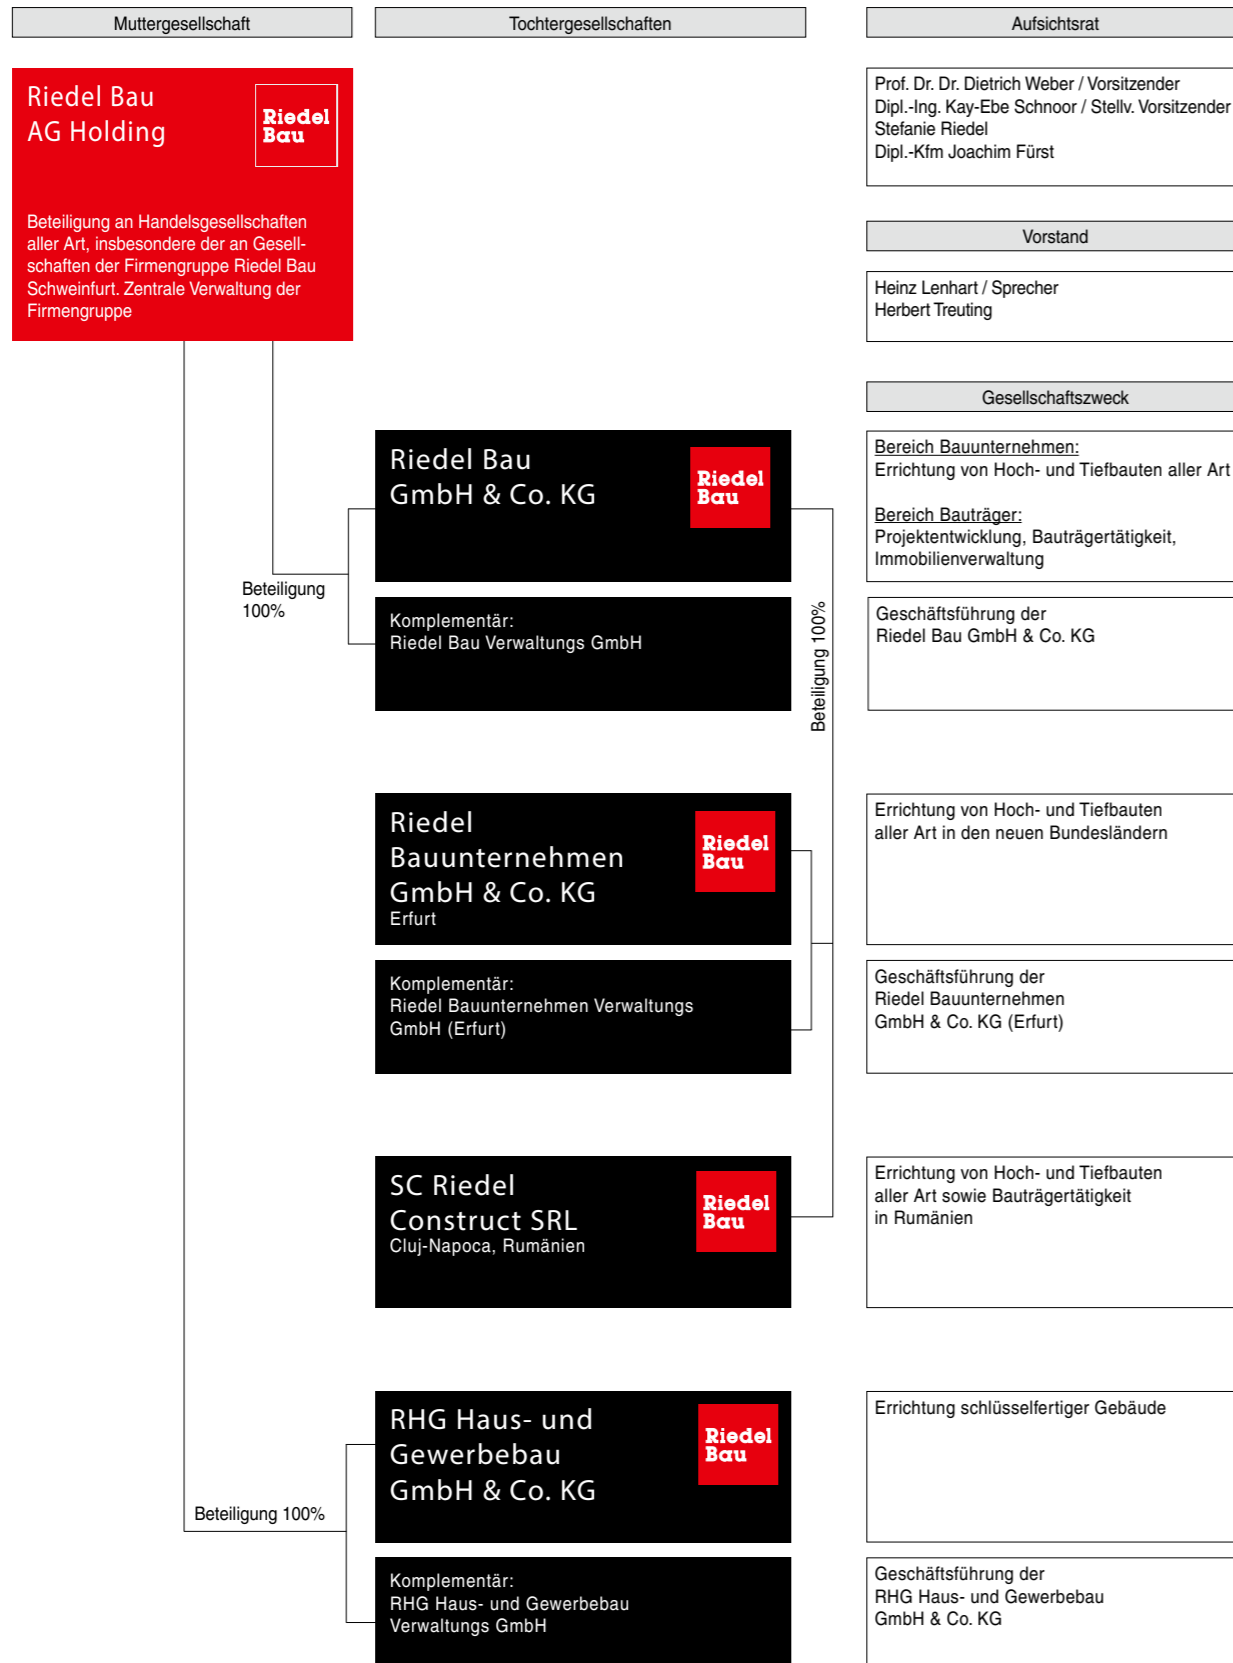 Muttergesellschaft
Tochtergesellschaften
Aufsichtsrat
Riedel Bau
AG Holding
Riedel
Bau
Beteiligung an Handelsgesellschaften
aller Art, insbesondere der an Gesell-
schaften der Firmengruppe Riedel Bau
Schweinfurt. Zentrale Verwaltung der
Firmengruppe
Prof. Dr. Dr. Dietrich Weber / Vorsitzender
Dipl.-Ing. Kay-Ebe Schnoor / Stellv. Vorsitzender
Stefanie Riedel
Dipl.-Kfm Joachim Fürst
Vorstand
Heinz Lenhart / Sprecher
Herbert Treuting
Gesellschaftszweck
Beteiligung
100%
Riedel Bau
GmbH & Co. KG
Riedel
Bau
Bereich Bauunternehmen:
Errichtung von Hoch- und Tiefbauten aller Art
Bereich Bauträger:
Projektentwicklung, Bauträgertätigkeit,
Immobilienverwaltung
Komplementär:
Riedel Bau Verwaltungs GmbH
Beteiligung 100%
Geschäftsführung der
Riedel Bau GmbH & Co. KG
Riedel
Bauunternehmen
GmbH & Co. KG
Erfurt
Riedel
Bau
Errichtung von Hoch- und Tiefbauten
aller Art in den neuen Bundesländern
Komplementär:
Riedel Bauunternehmen Verwaltungs
GmbH (Erfurt)
Geschäftsführung der
Riedel Bauunternehmen
GmbH & Co. KG (Erfurt)
SC Riedel
Construct SRL
Cluj-Napoca, Rumänien
Riedel
Bau
Errichtung von Hoch- und Tiefbauten
aller Art sowie Bauträgertätigkeit
in Rumänien
Beteiligung 100%
RHG Haus- und
Gewerbebau
GmbH & Co. KG
Riedel
Bau
Errichtung schlüsselfertiger Gebäude
Komplementär:
RHG Haus- und Gewerbebau
Verwaltungs GmbH
Geschäftsführung der
RHG Haus- und Gewerbebau
GmbH & Co. KG